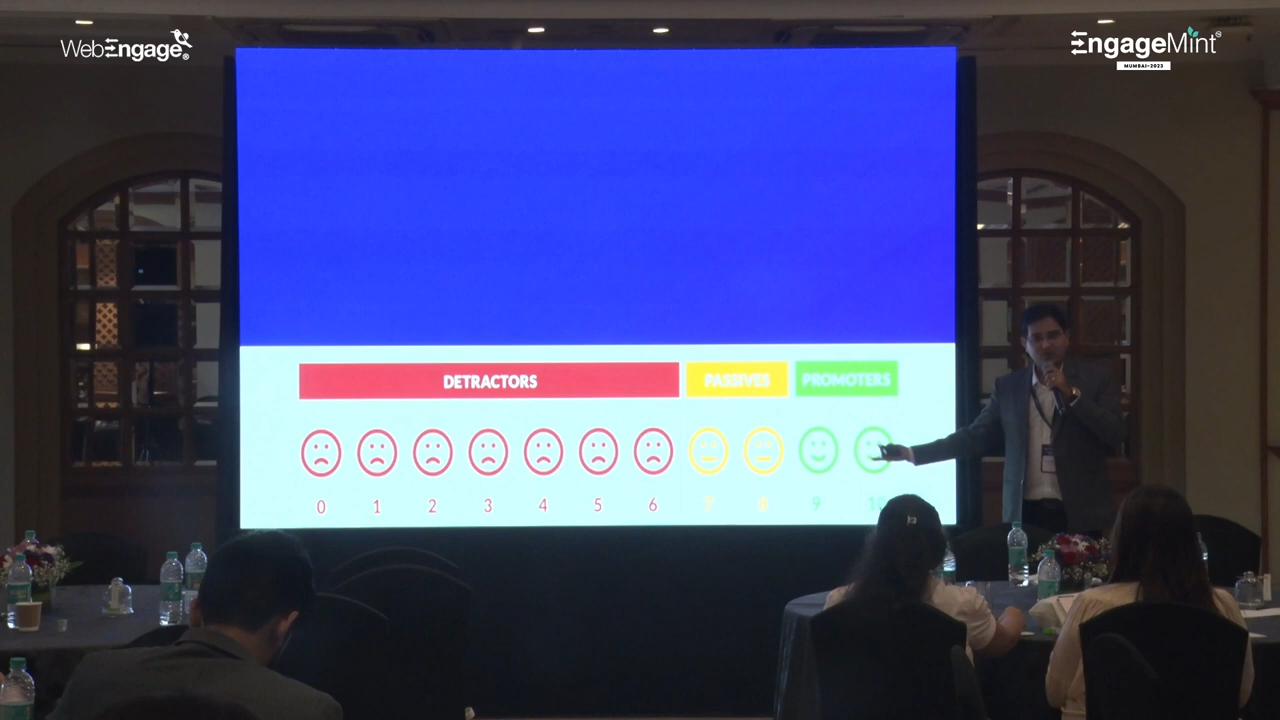 WebEngage
EngageMint
MUMBAI-2023
DETRACTORS PASSIVES PROMOTERS
0 1 2 3 4 5 6 7 8 9 10